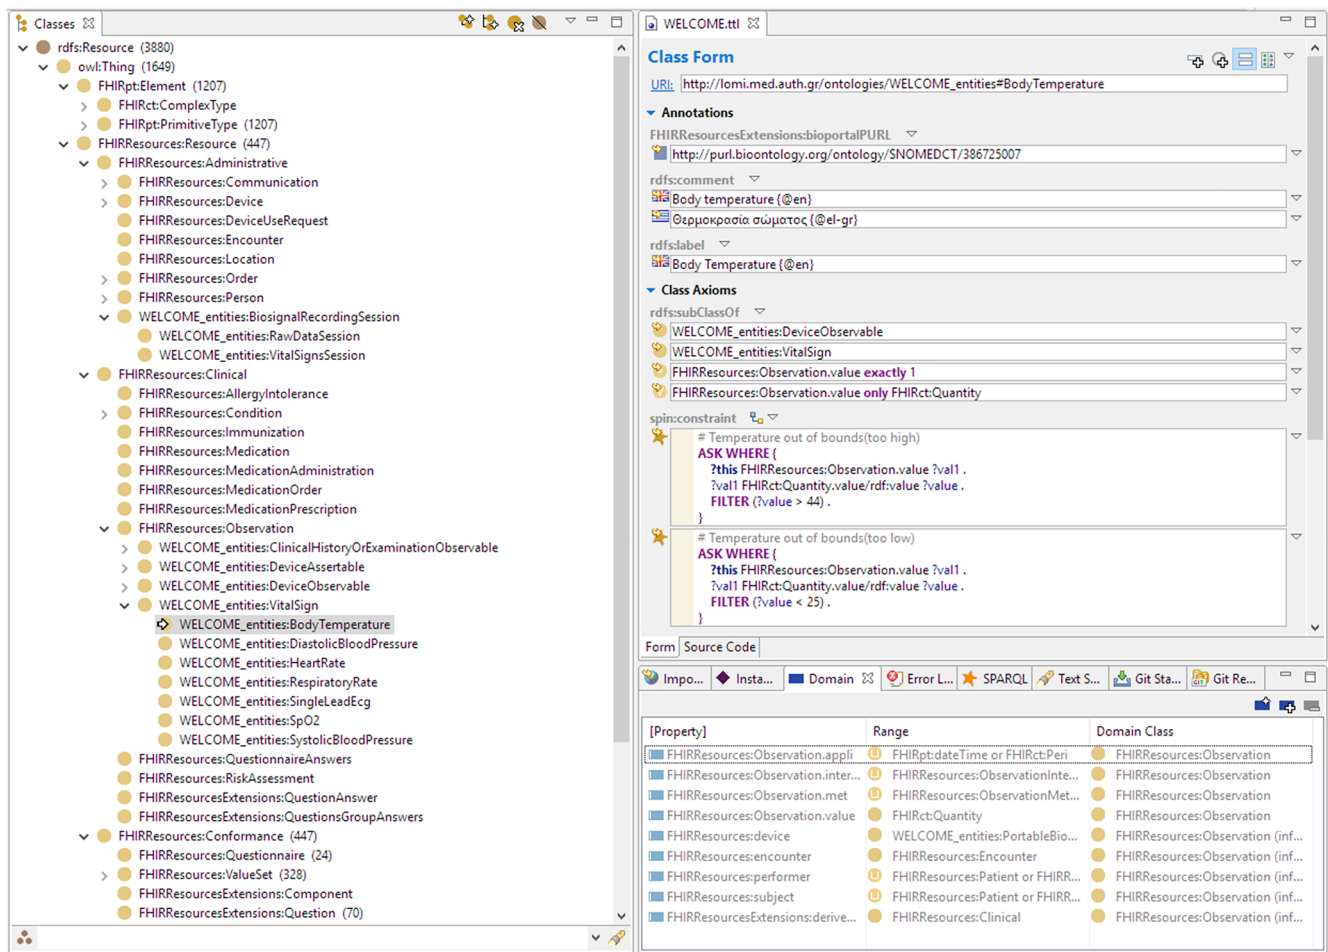 Classes
rdfs:Resource (3880)
owl:Thing (1649)
FHIRpt:Element (1207)
FHIRct:ComplexType
FHIRpt:PrimitiveType (1207)
FHIRResources:Resource (447)
FHIRResources:Administrative
FHIRResources:Communication
FHIRResources:Device
FHIRResources:DeviceUseRequest
FHIRResources:Encounter
FHIRResources:Location
FHIRResources:Order
FHIRResources:Person
WELCOME_entities:BiosignalRecordingSession
WELCOME_entities:RawDataSession
WELCOME_entities:VitalSignsSession
FHIRResources:Clinical
FHIRResources:AllergyIntolerance
FHIRResources:Condition
FHIRResources:Immunization
FHIRResources:Medication
FHIRResources:MedicationAdministration
FHIRResources:MedicationOrder
FHIRResources:MedicationPrescription
FHIRResources:Observation
WELCOME_entities:ClinicalHistoryOrExaminationObservable
WELCOME_entities:DeviceAssertable
WELCOME_entities:DeviceObservable
WELCOME_entities:VitalSign
WELCOME_entities:BodyTemperature
WELCOME_entities:DiastolicBloodPressure
WELCOME_entities:HeartRate
WELCOME_entities:RespiratoryRate
WELCOME_entities:SingleLeadEcg
WELCOME_entities:SpO2
WELCOME_entities:SystolicBloodPressure
FHIRResources:QuestionnaireAnswers
FHIRResources:RiskAssessment
FHIRResourcesExtensions:QuestionAnswer
FHIRResourcesExtensions:QuestionsGroupAnswers
FHIRResources:Conformance (447)
FHIRResources:Questionnaire (24)
FHIRResources:ValueSet (328)
FHIRResourcesExtensions:Component
FHIRResourcesExtensions:Question (70)
WELCOME.ttl
Class Form
URI: http://lomi.med.auth.gr/ontologies/WELCOME_entities#BodyTemperature
Annotations
FHIRResourcesExtensions:bioportalPURL
http://purl.bioontology.org/ontology/SNOMEDCT/386725007
rdfs:comment
Body temperature {@en}
Θερμοκρασία σώματος {@el-gr}
rdfs:label
Body Temperature {@en}
Class Axioms
rdfs:subClassOf
WELCOME_entities:DeviceObservable
WELCOME_entities:VitalSign
FHIRResources:Observation.value exactly 1
FHIRResources:Observation.value only FHIRct:Quantity
spin:constraint
# Temperature out of bounds(too high)
ASK WHERE {
?this FHIRResources:Observation.value ?val1 .
?val1 FHIRct:Quantity.value/rdf:value ?value .
FILTER (?value > 44) .
}
# Temperature out of bounds(too low)
ASK WHERE {
?this FHIRResources:Observation.value ?val1 .
?val1 FHIRct:Quantity.value/rdf:value ?value .
FILTER (?value < 25) .
}
Form Source Code
Impo... Insta... Domain Error L... SPARQL Text S... Git Sta... Git Re...
[Property] Range Domain Class
FHIRResources:Observation.appli FHIRpt:dateTime or FHIRct:Peri FHIRResources:Observation
FHIRResources:Observation.inter... FHIRResources:ObservationInte... FHIRResources:Observation
FHIRResources:Observation.met FHIRResources:ObservationMet... FHIRResources:Observation
FHIRResources:Observation.value FHIRct:Quantity FHIRResources:Observation
FHIRResources:device WELCOME_entities:PortableBio... FHIRResources:Observation (inf...
FHIRResources:encounter FHIRResources:Encounter FHIRResources:Observation (inf...
FHIRResources:performer FHIRResources:Patient or FHIRR... FHIRResources:Observation (inf...
FHIRResources:subject FHIRResources:Patient or FHIRR... FHIRResources:Observation (inf...
FHIRResourcesExtensions:derive... FHIRResources:Clinical FHIRResources:Observation (inf...